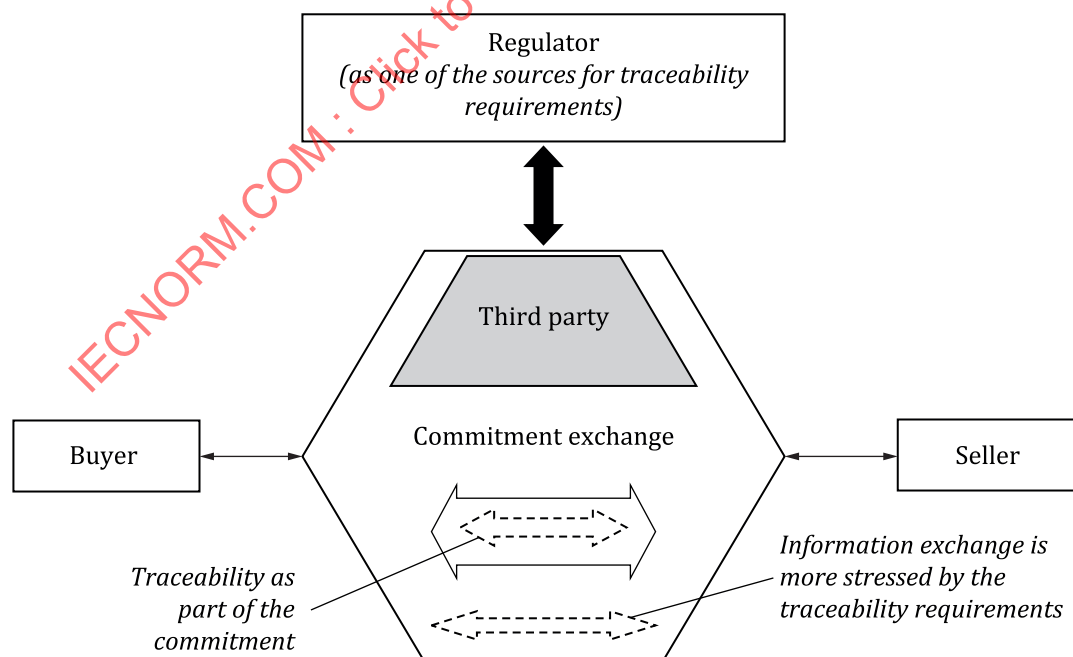 Regulator
(as one of the sources for traceability
requirements)
IECNORM.COM : Click to
Third party
Commitment exchange
Buyer
Seller
Traceability as
part of the
commitment
Information exchange is
more stressed by the
traceability requirements